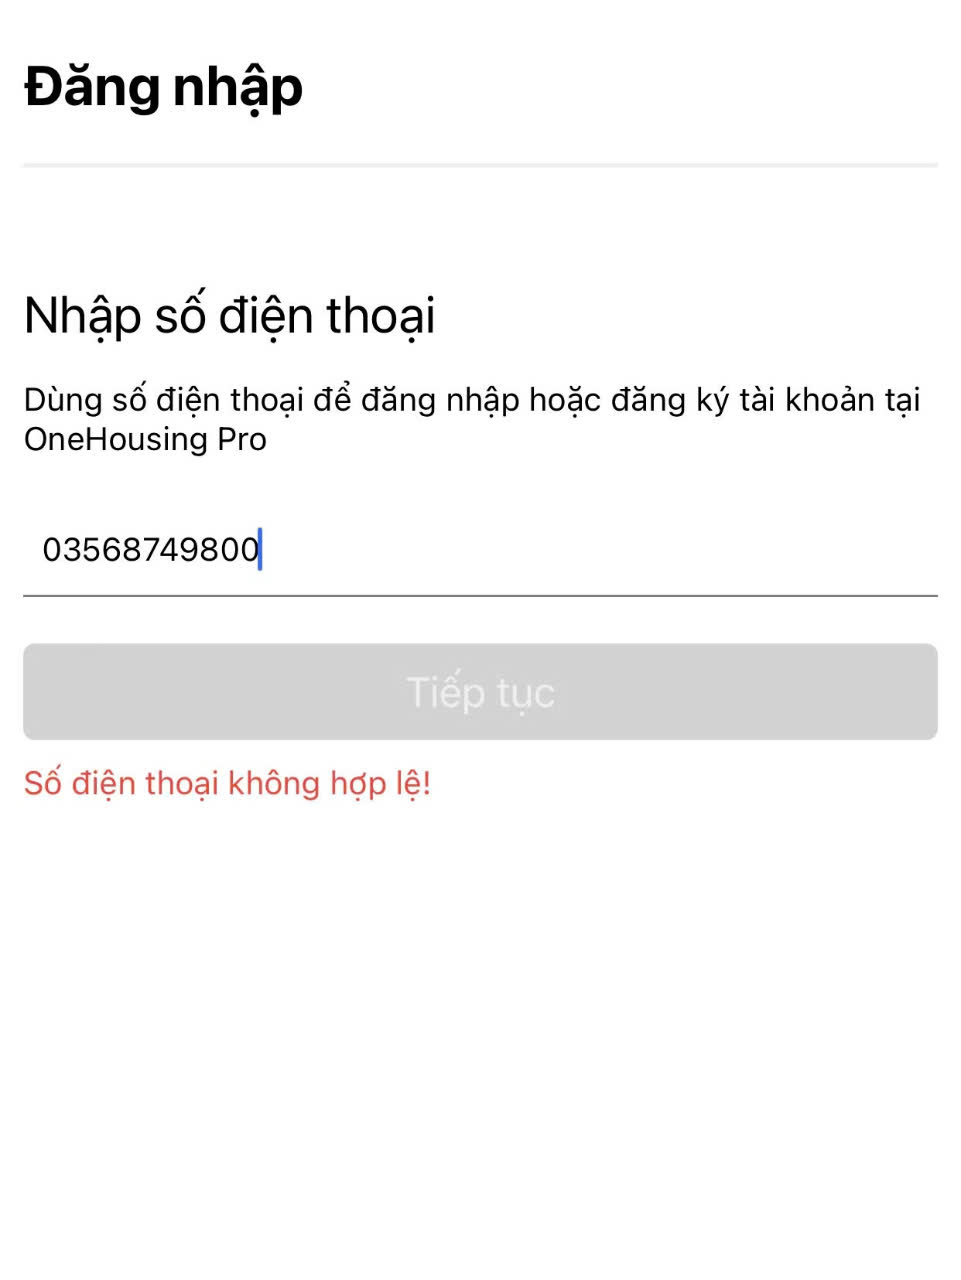 Đăng nhập
Nhập số điện thoại
Dùng số điện thoại để đăng nhập hoặc đăng ký tài khoản tại
OneHousing Pro
03568749800
Tiếp tục
Số điện thoại không hợp lệ!